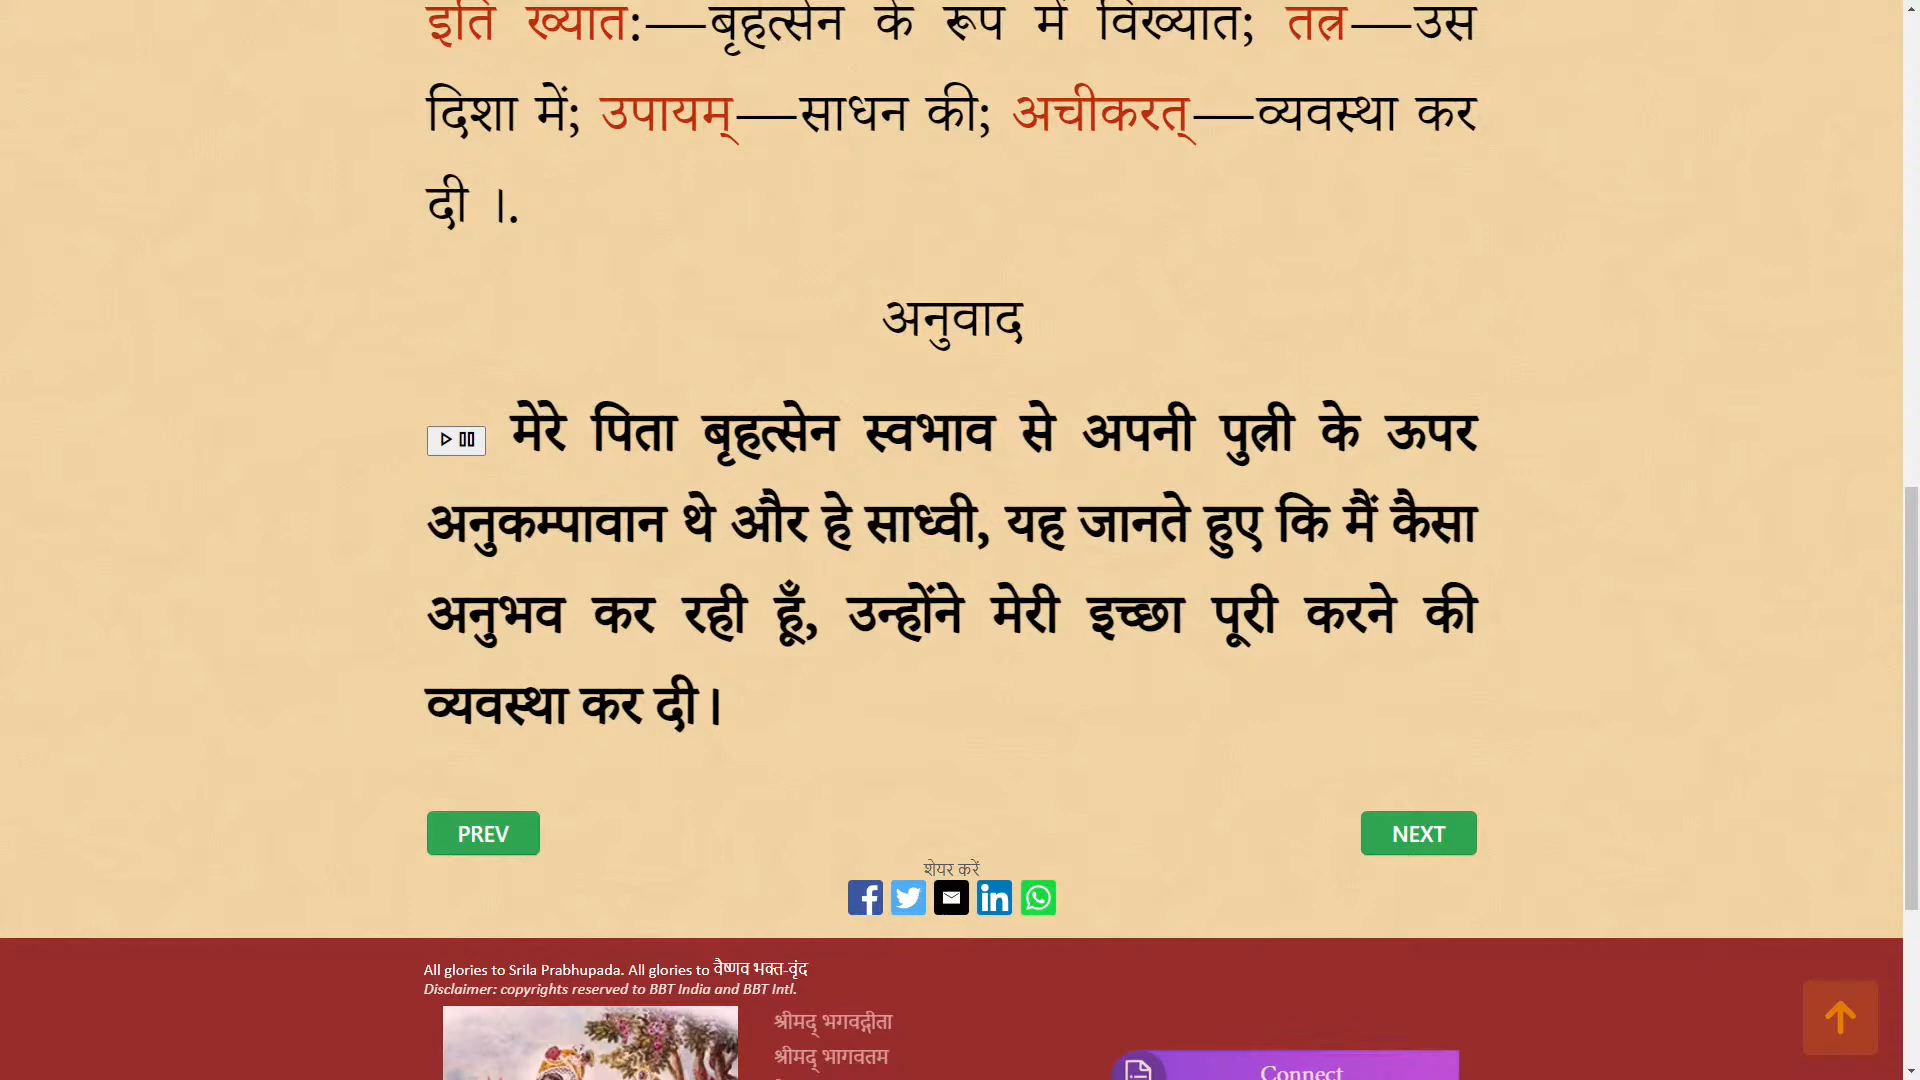 इति ख्यात:—बृहत्सेन के रूप में विख्यात; तत्र—उस
दिशा में; उपायम्—साधन की; अचीकरत्—व्यवस्था कर
दी ।.
अनुवाद
मेरे पिता बृहत्सेन स्वभाव से अपनी पुत्री के ऊपर
अनुकम्पावान थे और हे साध्वी, यह जानते हुए कि मैं कैसा
अनुभव कर रही हूँ, उन्होंने मेरी इच्छा पूरी करने की
व्यवस्था कर दी।
PREV
NEXT
शेयर करें
All glories to Srila Prabhupada. All glories to वैष्णव भक्त-वृंद
Disclaimer: copyrights reserved to BBT India and BBT Intl.
श्रीमद् भगवद्गीता
श्रीमद् भागवतम
Connect